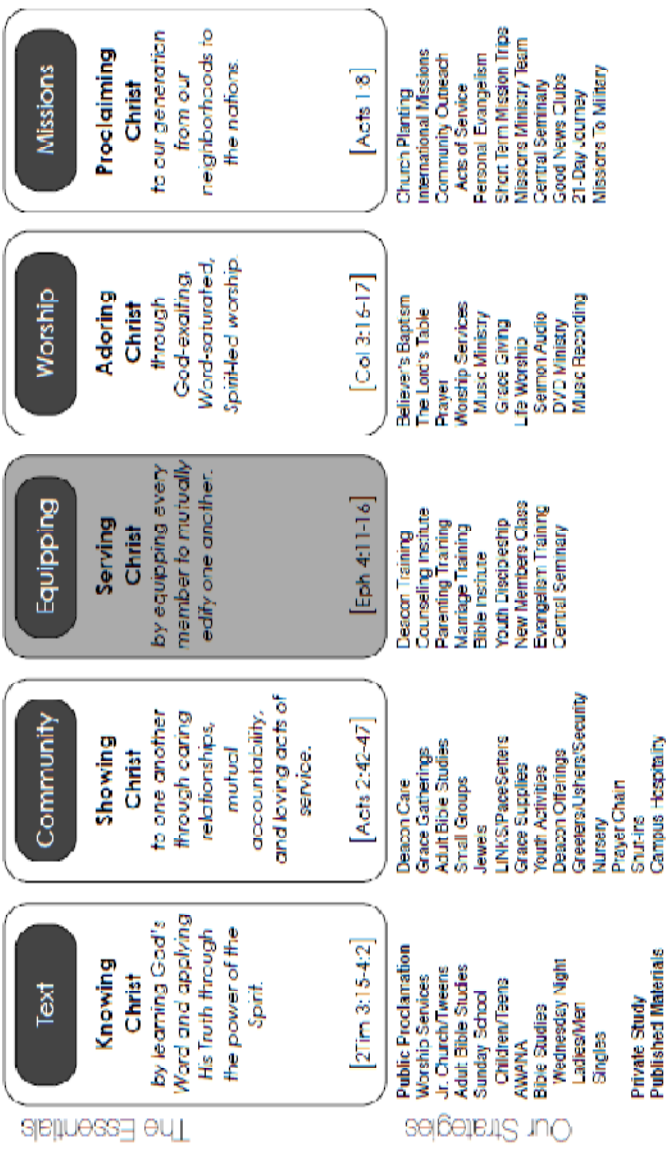 The Essentials
Text
Knowing
Christ
by learning God's
Word and applying
His Truth through
the power of the
Spirit.
[2Tim 3:15-4:2]
Community
Showing
Christ
to one another
through caring
relationships,
mutual
accountability,
and loving acts of
service.
[Acts 2:42-47]
Equipping
Serving
Christ
by equipping every
member to mutually
edify one another.
[Eph 4:11-16]
Worship
Adoring
Christ
through
God-exalting,
Word-saturated,
Spirit-led worship.
[Col 3:16-17]
Missions
Proclaiming
Christ
to our generation
from our
neighborhoods to
the nations.
[Acts 1:8]
Our Strategies
Public Proclamation
Worship Services
Jr. Church/Tweens
Adult Bible Studies
Sunday School
Children/Teens
AWANA
Bible Studies
Wednesday Night
Ladies/Men
Singles
Private Study
Published Materials
Deacon Care
Grace Gatherings
Adult Bible Studies
Small Groups
Jewels
LINKS/PaceSetters
Grace Supplies
Youth Activities
Deacon Offerings
Greeters/Ushers/Security
Nursery
Prayer Chain
Shut-Ins
Campus Hospitality
Deacon Training
Counseling Institute
Parenting Training
Marriage Training
Bible Institute
Youth Discipleship
New Members Class
Evangelism Training
Central Seminary
Believer's Baptism
The Lord's Table
Prayer
Worship Services
Music Ministry
Grace Giving
Life Worship
Sermon Audio
DVD Ministry
Music Recording
Church Planting
International Missions
Community Outreach
Acts of Service
Personal Evangelism
Short Term Mission Trips
Missions Ministry Team
Central Seminary
Good News Clubs
21-Day Journey
Missions To Military